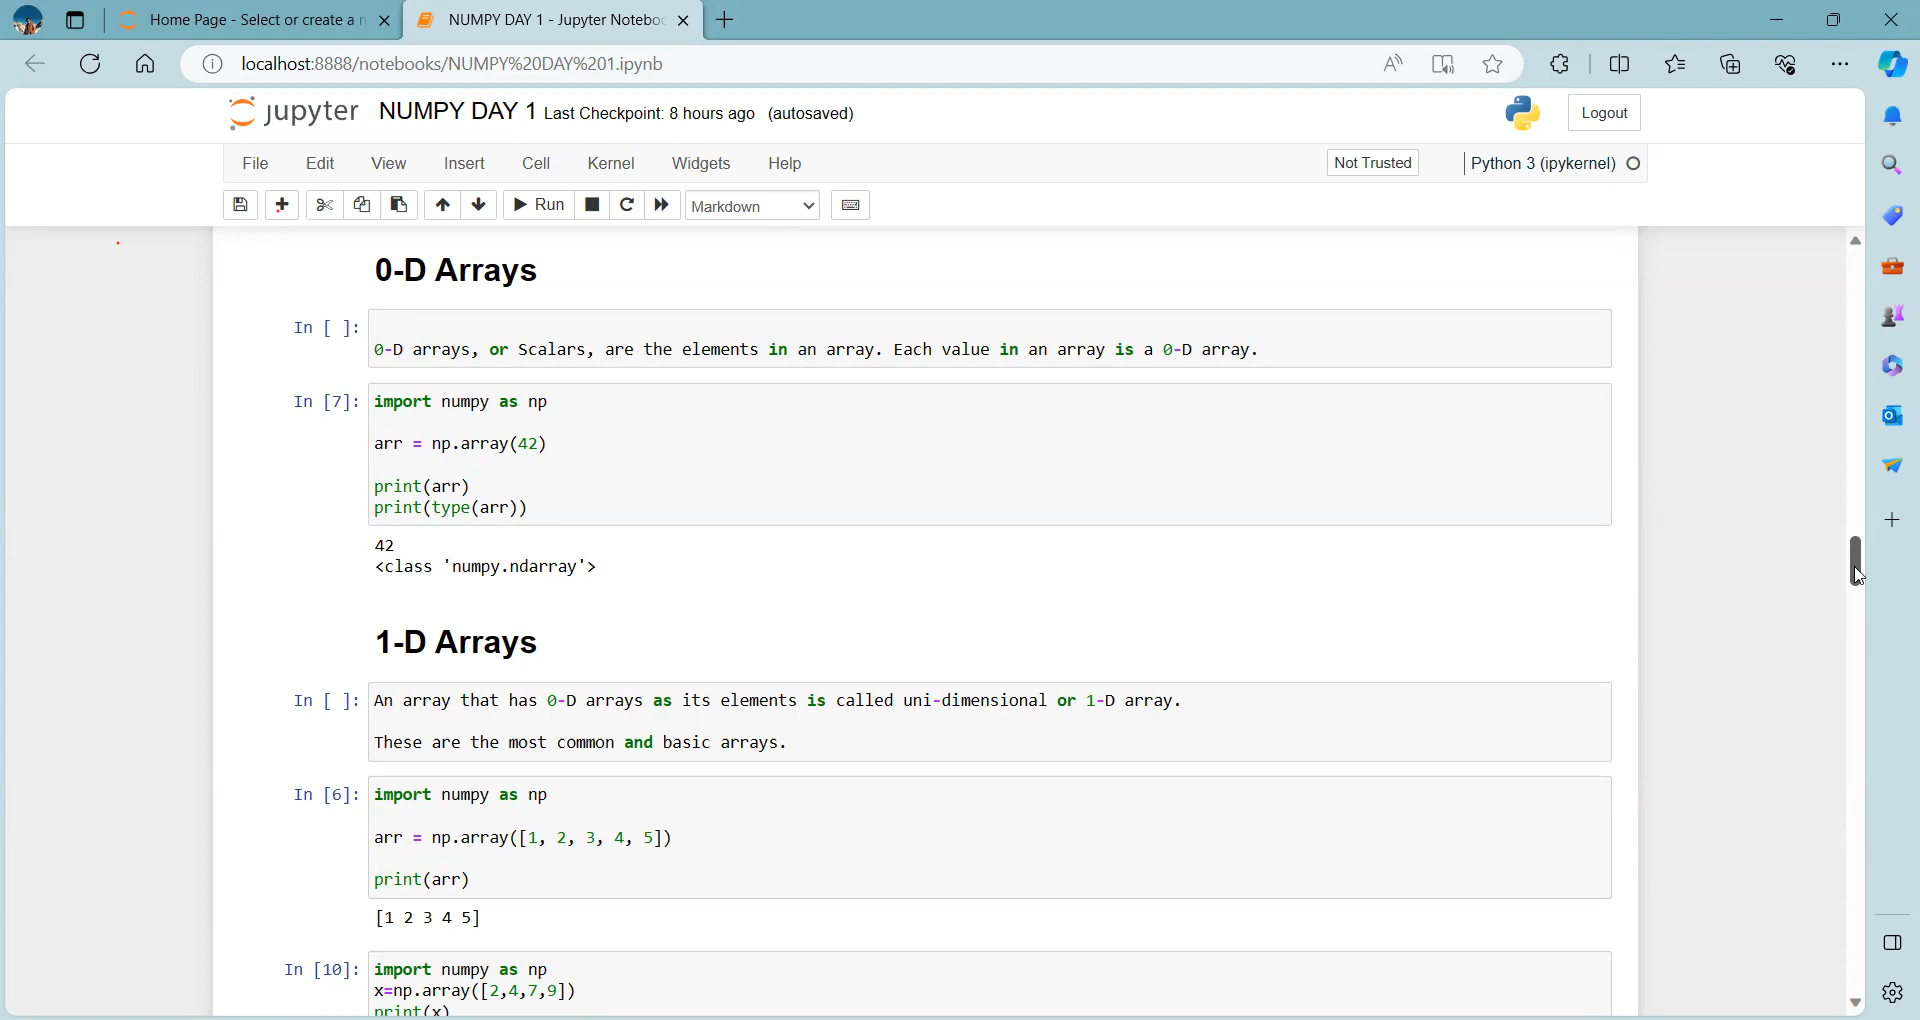 Home Page - Select or create a n
NUMPY DAY 1 - Jupyter Notebo
localhost:8888/notebooks/NUMPY%20DAY%201.ipynb
jupyter NUMPY DAY 1 Last Checkpoint: 8 hours ago (autosaved)
Logout
File Edit View Insert Cell Kernel Widgets Help
Not Trusted
Python 3 (ipykernel)
Run
Markdown
0-D Arrays
In [ ]:
0-D arrays, or Scalars, are the elements in an array. Each value in an array is a 0-D array.
In [7]: import numpy as np
arr = np.array(42)
print(arr)
print(type(arr))
42
<class 'numpy.ndarray'>
1-D Arrays
In [ ]: An array that has 0-D arrays as its elements is called uni-dimensional or 1-D array.
These are the most common and basic arrays.
In [6]: import numpy as np
arr = np.array([1, 2, 3, 4, 5])
print(arr)
[1 2 3 4 5]
In [10]: import numpy as np
x=np.array([2,4,7,9])
print(x)